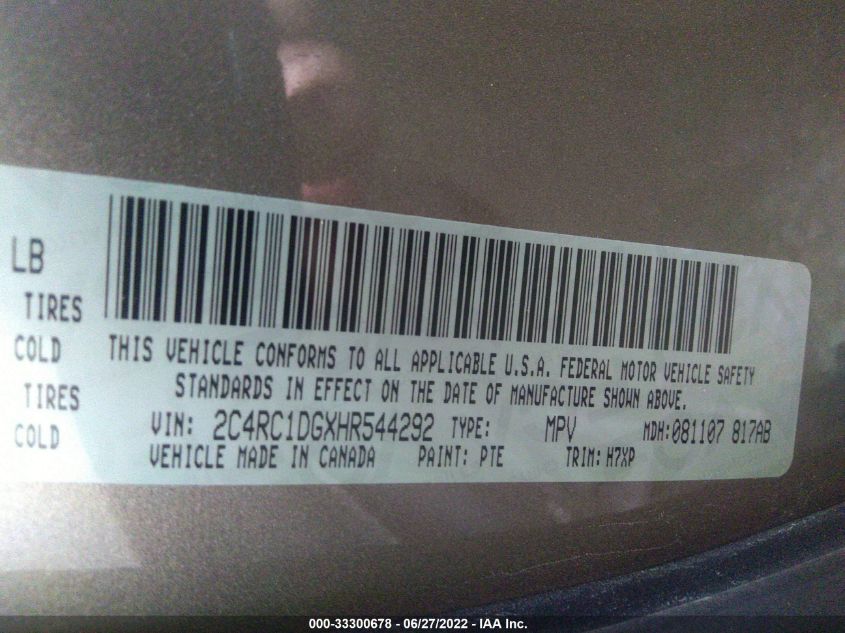 LB
TIRES
COLD
TIRES
COLD
THIS VEHICLE CONFORMS TO ALL APPLICABLE U.S.A. FEDERAL MOTOR VEHICLE SAFETY
STANDARDS IN EFFECT ON THE DATE OF MANUFACTURE SHOWN ABOVE.
VIN: 2C4RC1DGXHR544292 TYPE: MPV MDH:081107 817AB
VEHICLE MADE IN CANADA PAINT: PTE TRIM: H7XP
000-33300678 - 06/27/2022 - IAA Inc.